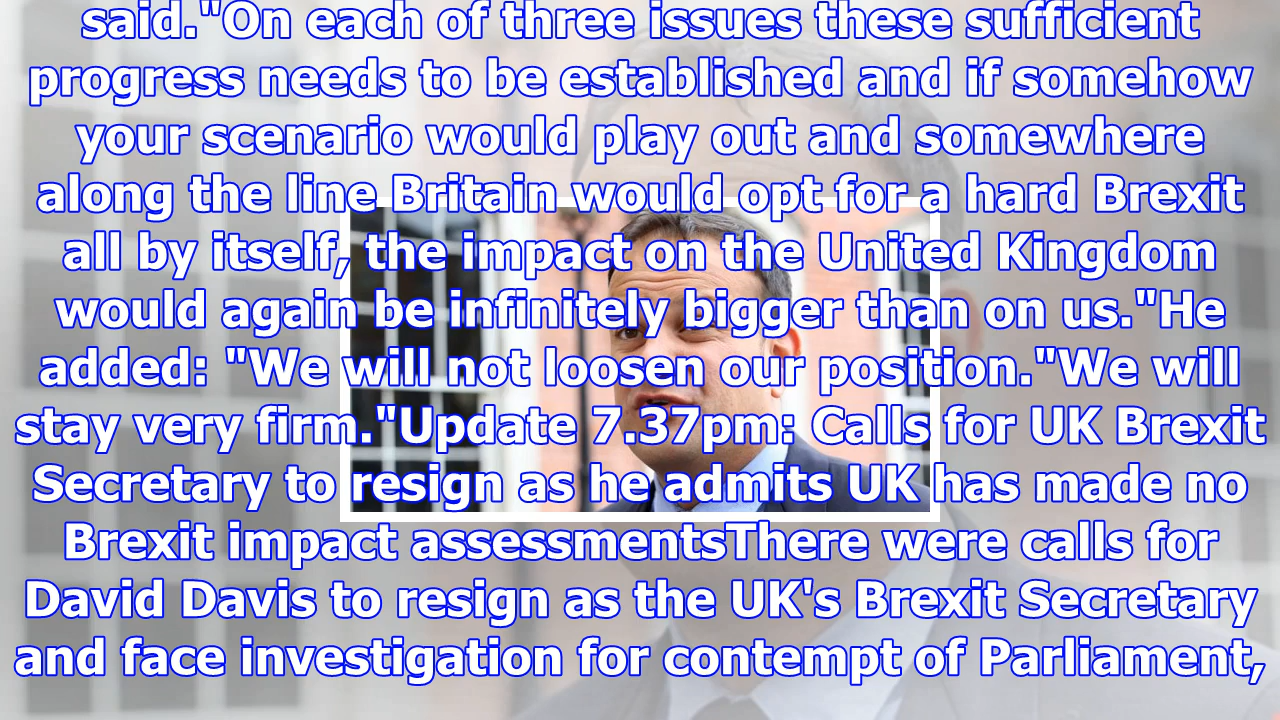 said."On each of three issues these sufficient
progress needs to be established and if somehow
your scenario would play out and somewhere
along the line Britain would opt for a hard Brexit
all by itself, the impact on the United Kingdom
would again be infinitely bigger than on us."He
added: "We will not loosen our position."We will
stay very firm."Update 7.37pm: Calls for UK Brexit
Secretary to resign as he admits UK has made no
Brexit impact assessmentsThere were calls for
David Davis to resign as the UK's Brexit Secretary
and face investigation for contempt of Parliament,